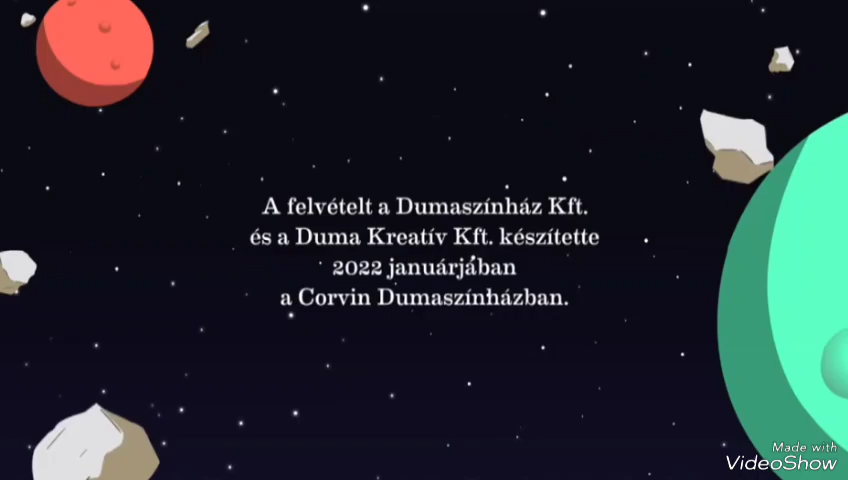 A felvételt a Dumaszínház Kft.
és a Duma Kreatív Kft. készítette
2022 januárjában
a Corvin Dumaszínházban.
Made with
VideoShow